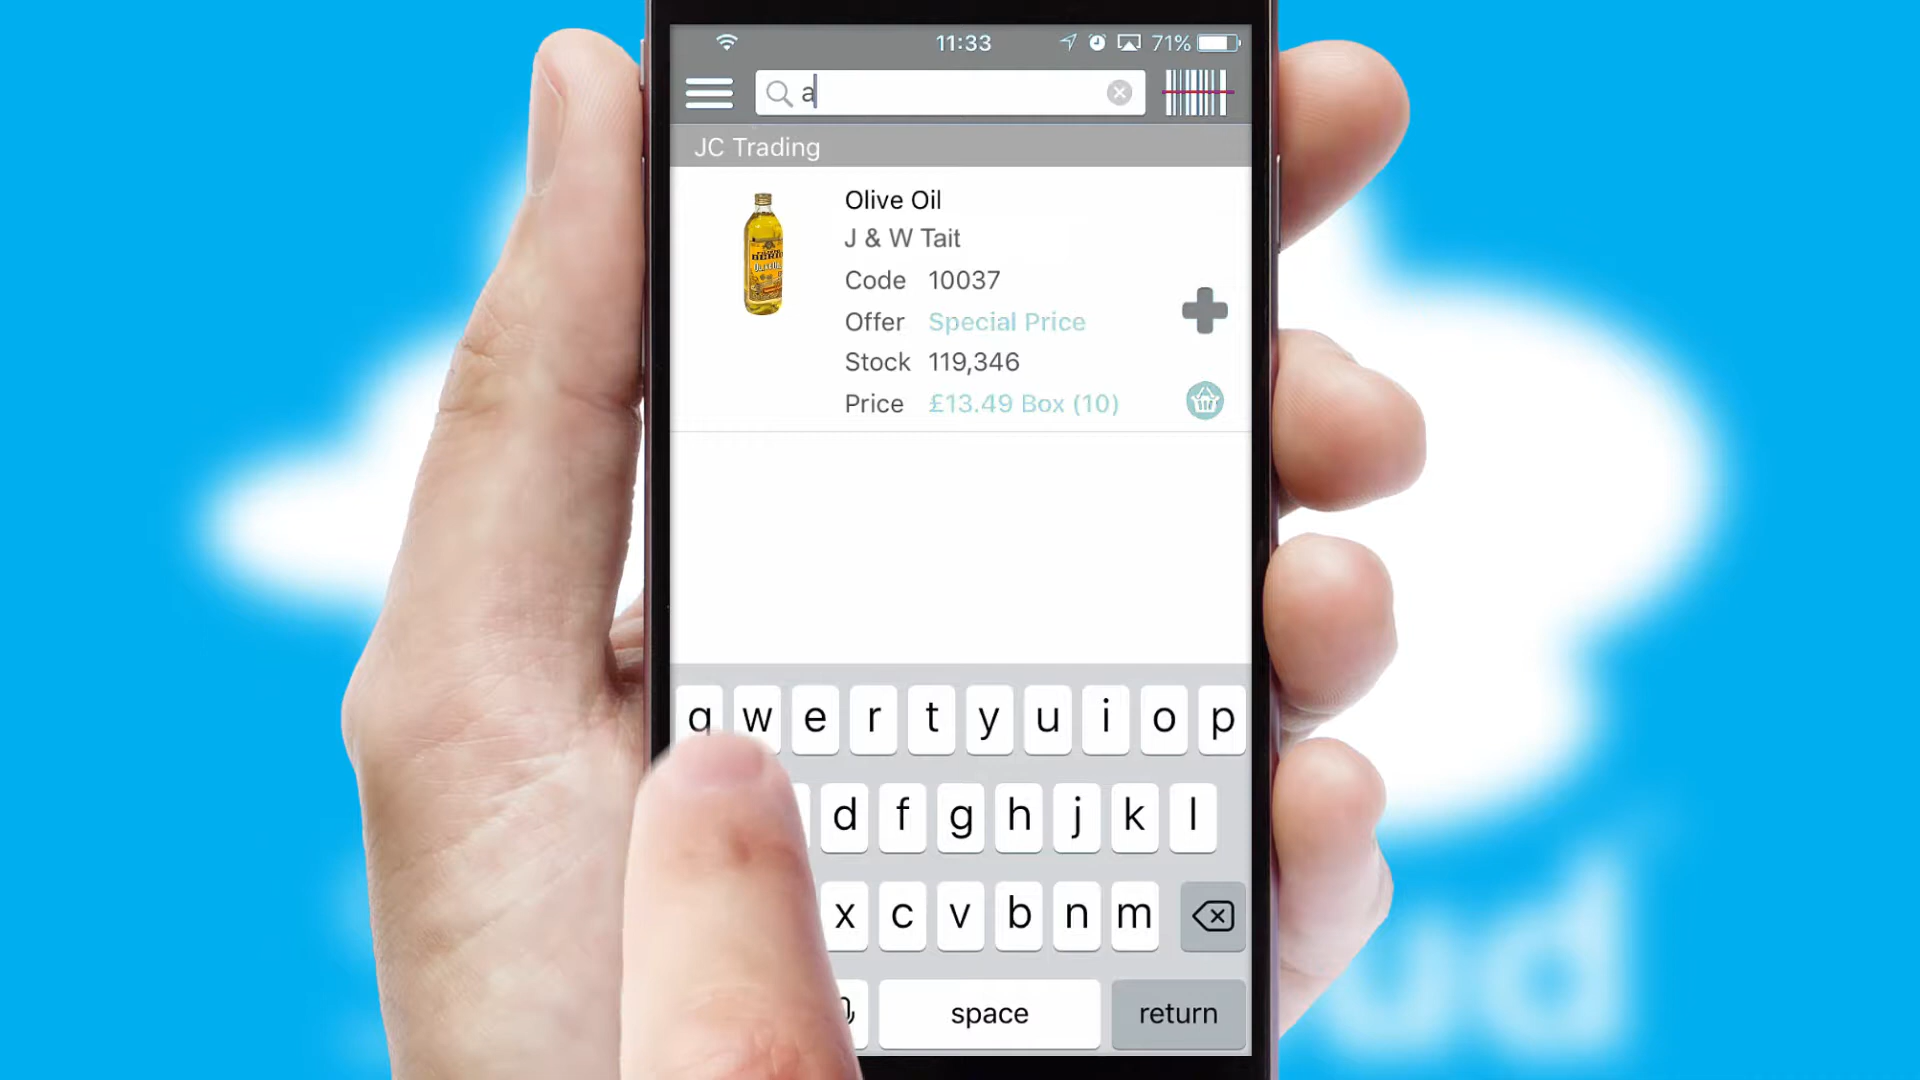 11:33 71%
a
JC Trading
Olive Oil
J & W Tait
Code 10037
Offer Special Price
Stock 119,346
Price £13.49 Box (10)
q w e r t y u i o p
d f g h j k l
x c v b n m
space return
ud